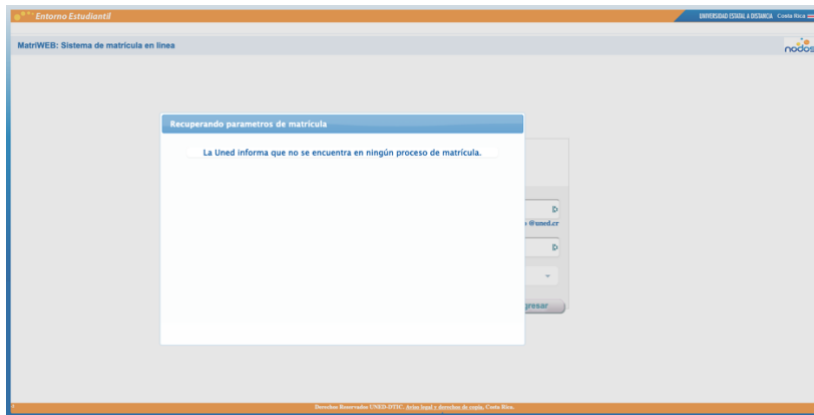 Entorno Estudiantil
UNIVERSIDAD ESTATAL A DISTANCIA Costa Rica
MatriWEB: Sistema de matrícula en línea
nodos
Recuperando parametros de matrícula
La Uned informa que no se encuentra en ningún proceso de matrícula.
@uned.cr
gresar
Derechos Reservados UNED-DTIC. Aviso legal y derechos de copia. Costa Rica.